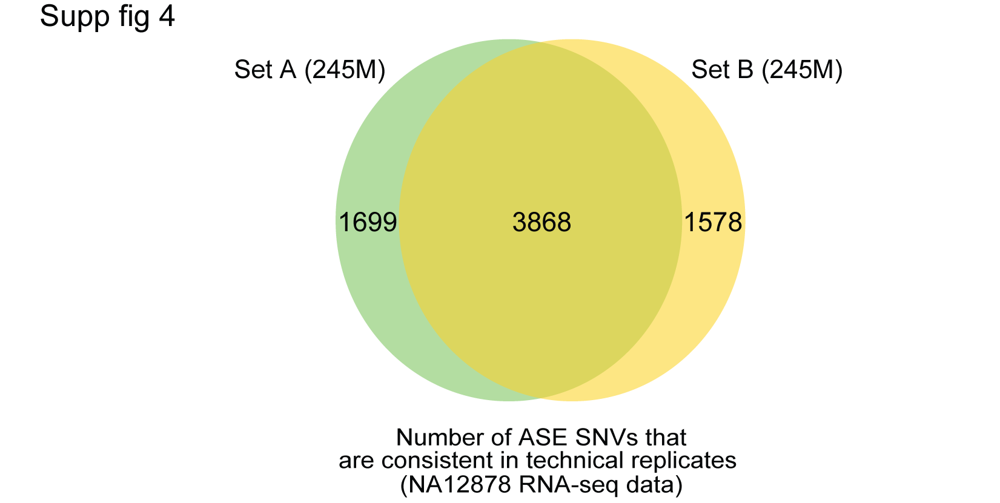 Supp fig 4
Set A (245M)
Set B (245M)
1699
3868
1578
Number of ASE SNVs that
are consistent in technical replicates
(NA12878 RNA-seq data)